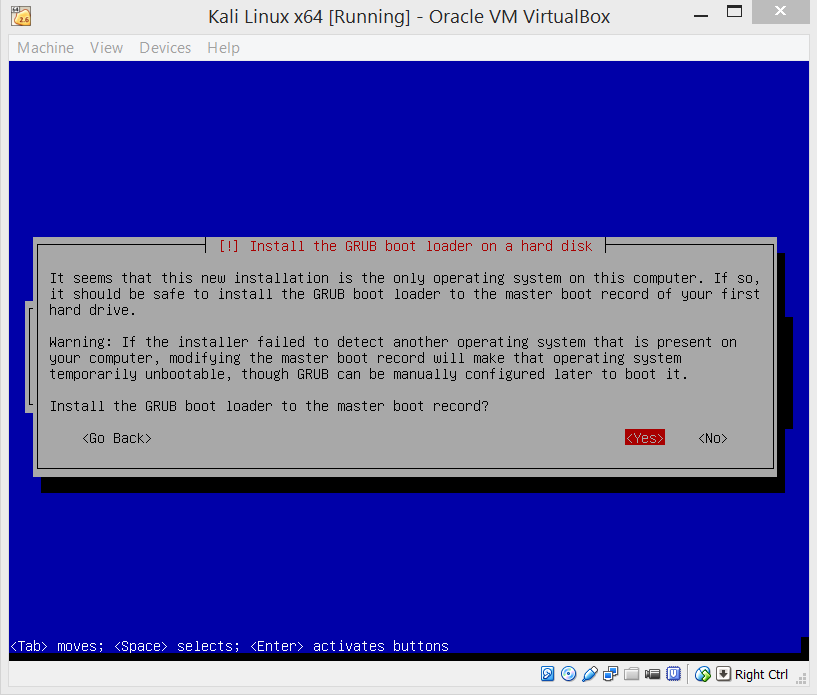 Kali Linux x64 [Running] - Oracle VM VirtualBox
Machine View Devices Help
[!] Install the GRUB boot loader on a hard disk
It seems that this new installation is the only operating system on this computer. If so,
it should be safe to install the GRUB boot loader to the master boot record of your first
hard drive.
Warning: If the installer failed to detect another operating system that is present on
your computer, modifying the master boot record will make that operating system
temporarily unbootable, though GRUB can be manually configured later to boot it.
Install the GRUB boot loader to the master boot record?
<Go Back> <Yes> <No>
<Tab> moves; <Space> selects; <Enter> activates buttons
Right Ctrl